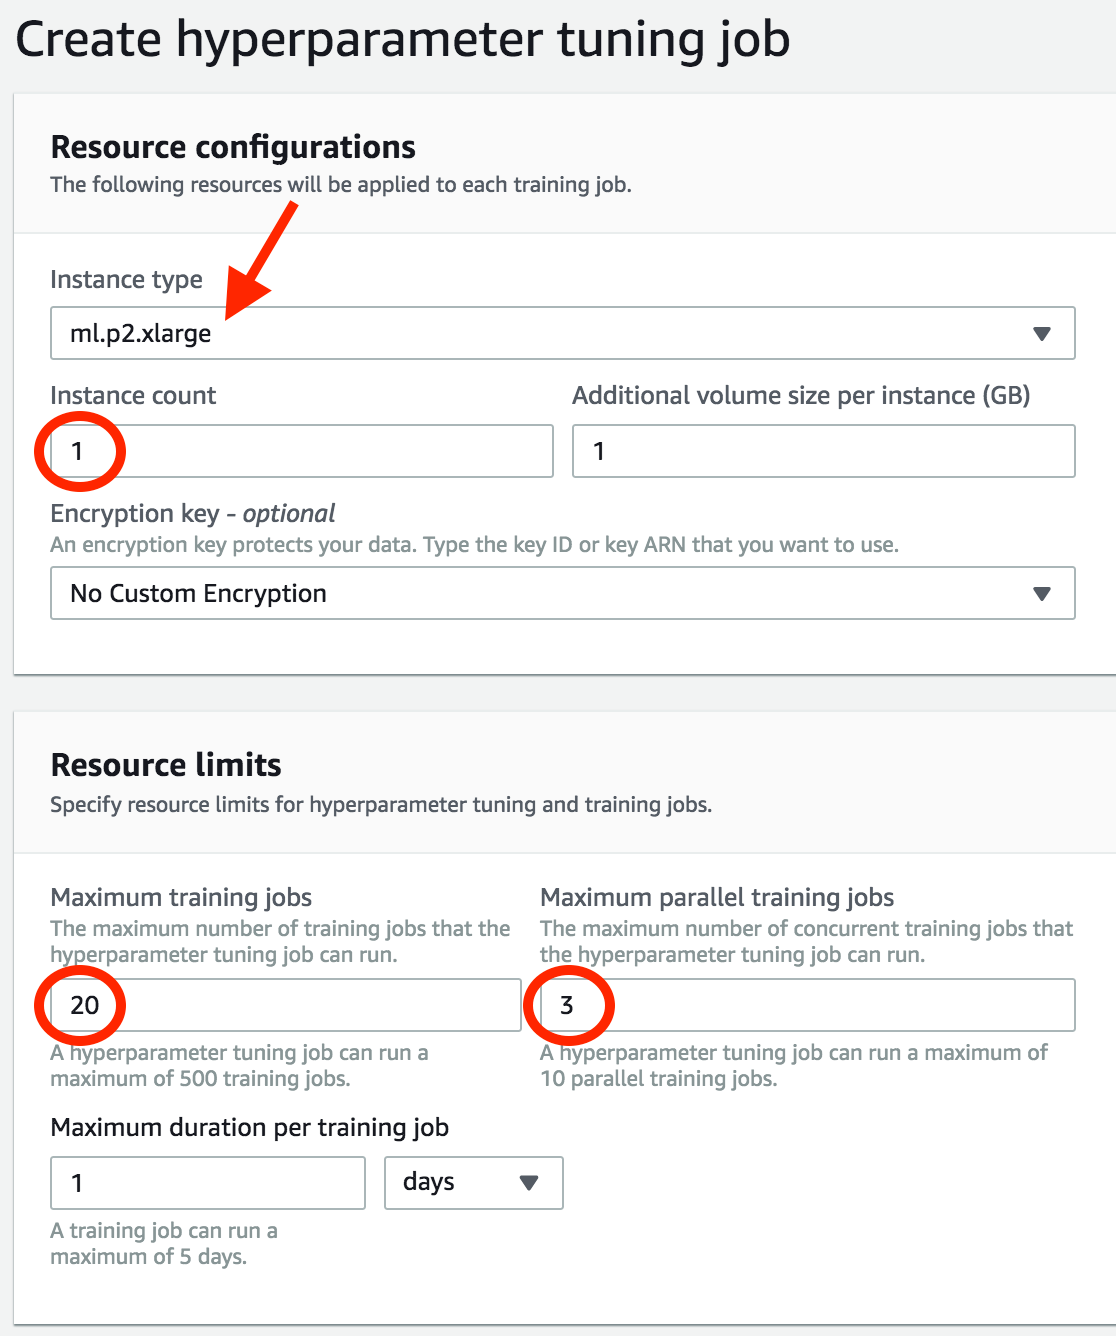 Create hyperparameter tuning job
Resource configurations
The following resources will be applied to each training job.
Instance type
ml.p2.xlarge
Instance count
Additional volume size per instance (GB)
1
1
Encryption key - optional
An encryption key protects your data. Type the key ID or key ARN that you want to use.
No Custom Encryption
Resource limits
Specify resource limits for hyperparameter tuning and training jobs.
Maximum training jobs
The maximum number of training jobs that the
hyperparameter tuning job can run.
20
A hyperparameter tuning job can run a
maximum of 500 training jobs.
Maximum parallel training jobs
The maximum number of concurrent training jobs that
the hyperparameter tuning job can run.
3
A hyperparameter tuning job can run a maximum of
10 parallel training jobs.
Maximum duration per training job
1
days
A training job can run a
maximum of 5 days.